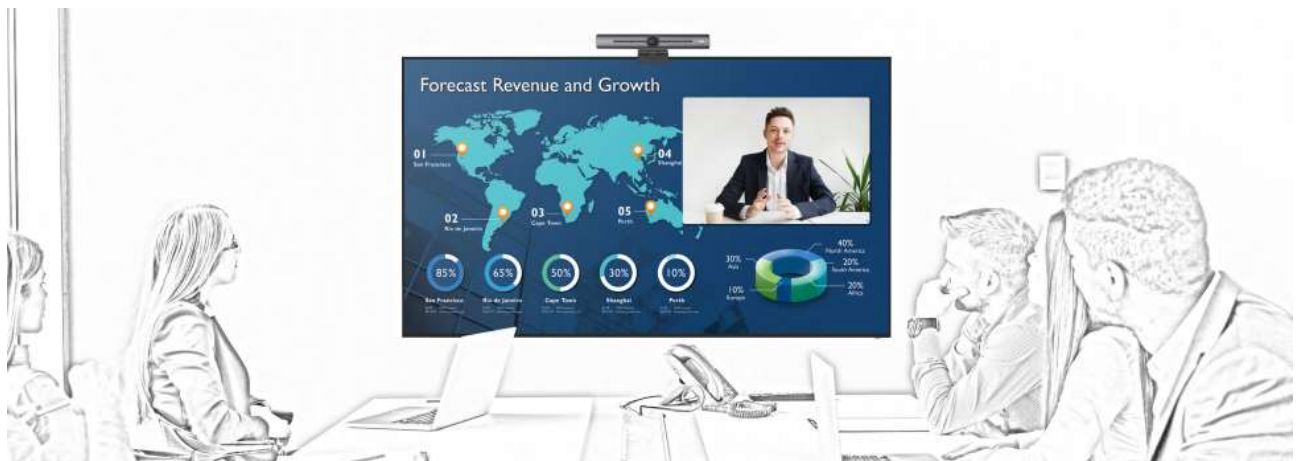 Forecast Revenue and Growth
01
San Francisco
02
Rio de Janeiro
03
Cape Town
04
Shanghai
05
Perth
85%
San Francisco
65%
Rio de Janeiro
50%
Cape Town
30%
Shanghai
10%
Perth
40%
North America
30%
Asia
20%
South America
10%
Europe
20%
Africa